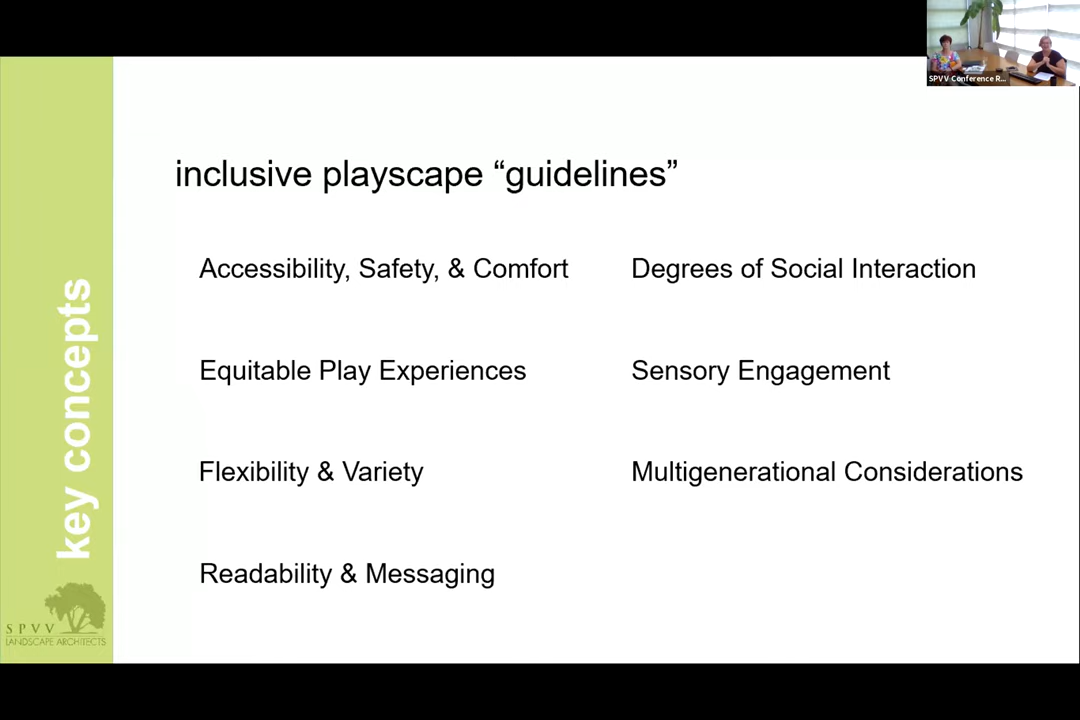 SPVV Conference R...
inclusive playscape “guidelines”
Accessibility, Safety, & Comfort
Degrees of Social Interaction
Equitable Play Experiences
Sensory Engagement
Flexibility & Variety
Multigenerational Considerations
Readability & Messaging
key concepts
SPVV
LANDSCAPE ARCHITECTS